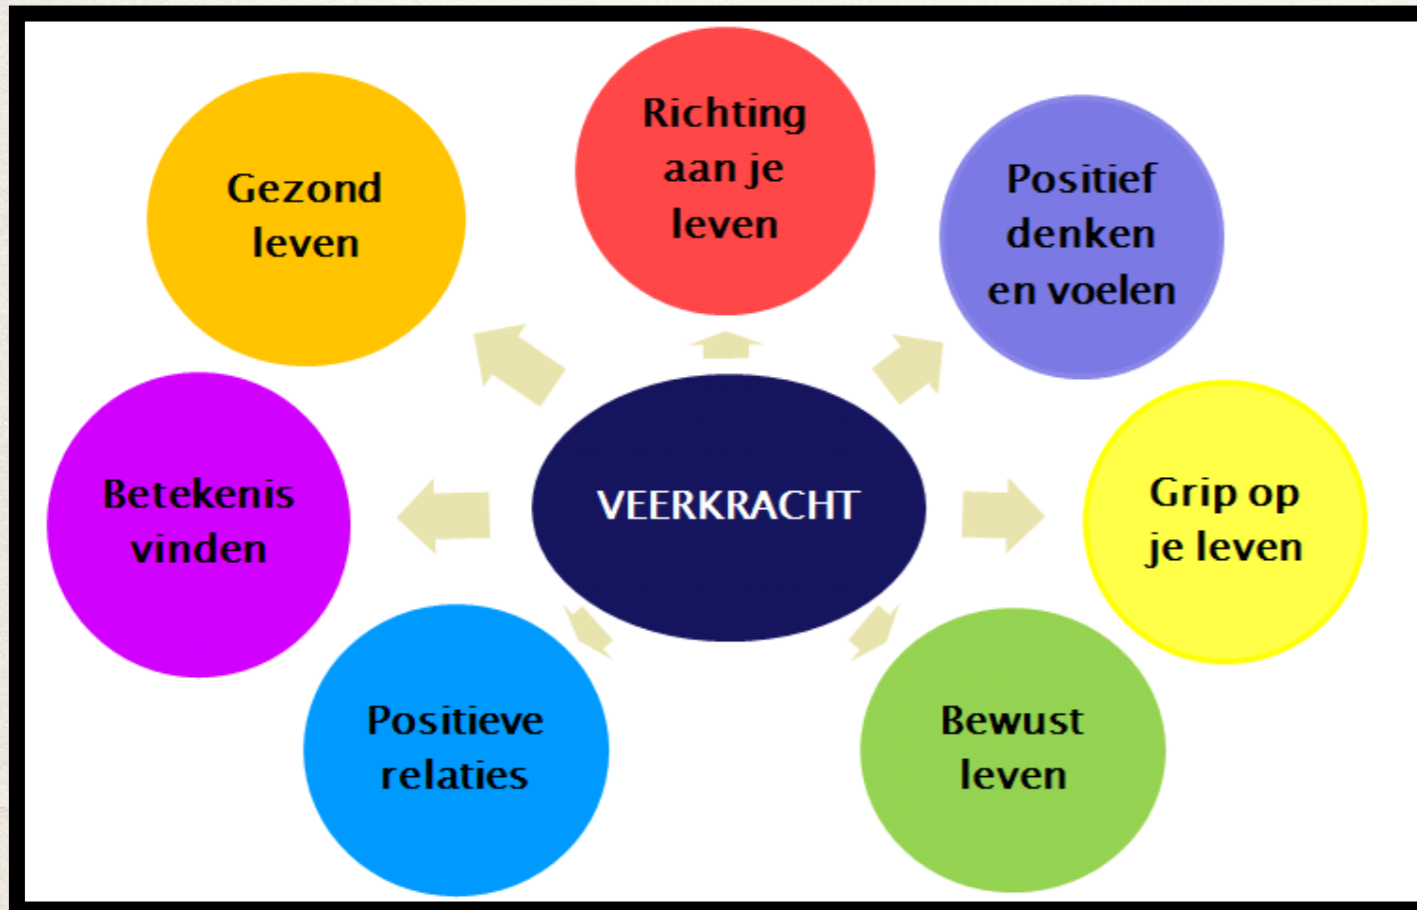 Richting
aan je
leven
Positief
denken
en voelen
Grip op
je leven
Bewust
leven
Positieve
relaties
Betekenis
vinden
Gezond
leven
VEERKRACHT